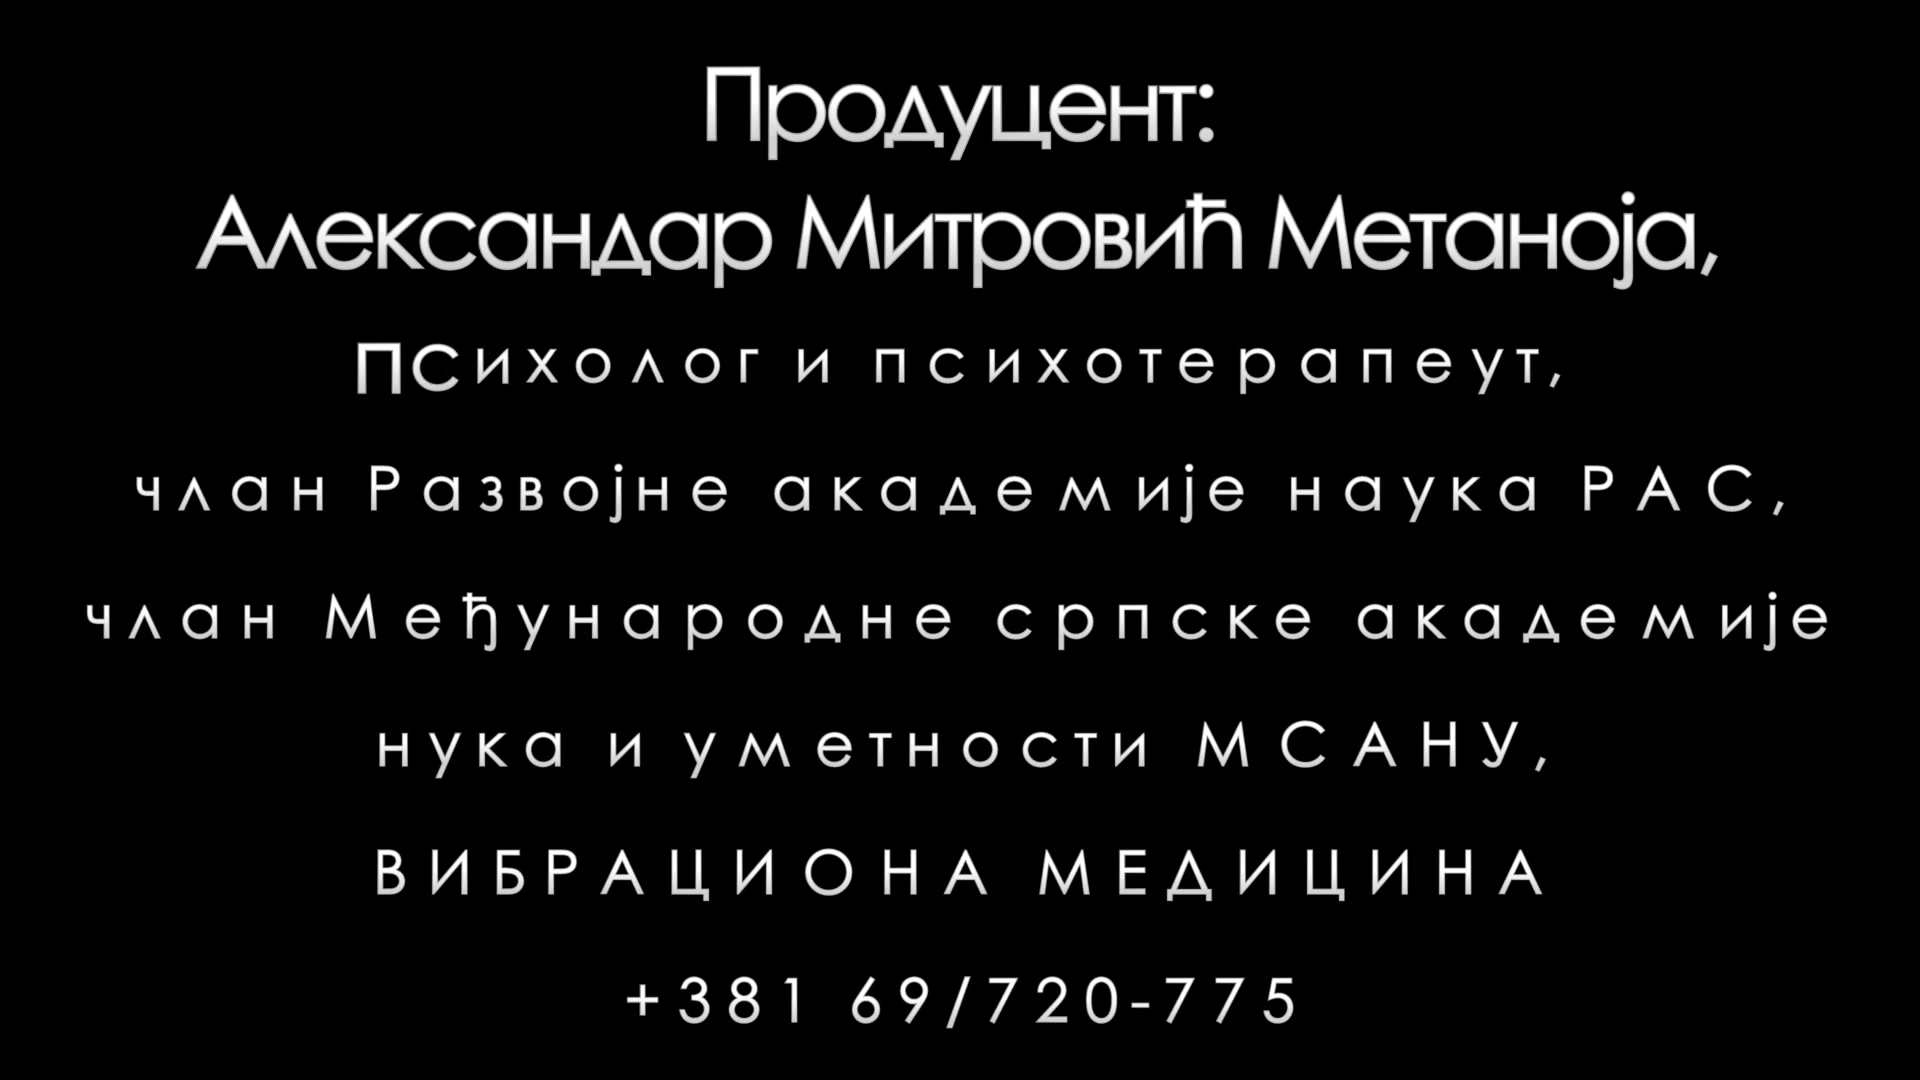 Продуцент:
Александар Митровић Метаноја,
психолог и психотерапеут,
члан Развојне академије наука РАС,
члан Међународне српске академије
нука и уметности МСАНУ,
ВИБРАЦИОНА МЕДИЦИНА
+381 69/720-775